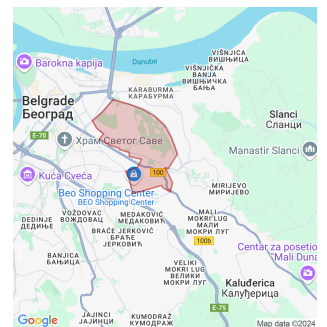 VIŠNJICA
ВИШЊИЦА
Barokna kapija
Danube
VIŠNJIČKA
BANJA
ВИШЊИЧКА
БАЊА
KARABURMA
КАРАБУРМА
Belgrade
Београд
Slanci
Сланци
E-70
Храм Светог Саве
Manastir Slanci
Kuća Cveća
100
Beo Shopping Center
BEO Shopping Center
MIRIJEVO
МИРИЈЕВО
VOŽDOVAC
ВОЖДОВАЦ
MEDAKOVIĆ
МЕДАКОВИЋ
MALI
MOKRI LUG
МАЛИ
МОКРИ ЛУГ
DEDINJE
ДЕДИЊЕ
BRAĆE JERKOVIĆ
БРАЋЕ
ЈЕРКОВИЋ
100b
Centar za poseti
"Mali Duna
BANJICA
БАЊИЦА
E-75
VELIKI
MOKRI LUG
ВЕЛИКИ
МОКРИ ЛУГ
Kaluđerica
Калуђерица
JAJINCI
ЈАЈИНЦИ
KUMODRAŽ
КУМОДРАЖ
Google
Map data ©2024